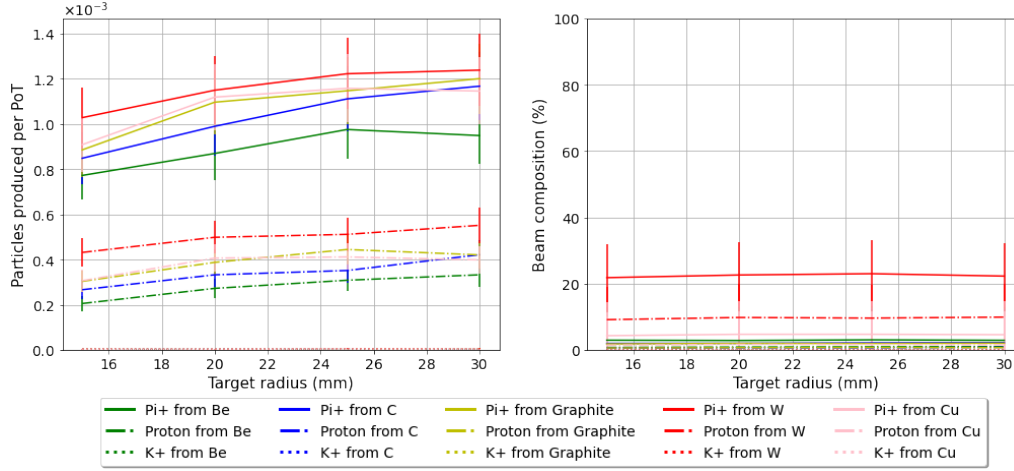 ×10⁻³
1.4
1.2
1.0
0.8
0.6
0.4
0.2
0.0
Particles produced per PoT
16 18 20 22 24 26 28 30
Target radius (mm)
100
80
60
40
20
0
Beam composition (%)
16 18 20 22 24 26 28 30
Target radius (mm)
Pi+ from Be Pi+ from C Pi+ from Graphite Pi+ from W Pi+ from Cu
Proton from Be Proton from C Proton from Graphite Proton from W Proton from Cu
K+ from Be K+ from C K+ from Graphite K+ from W K+ from Cu